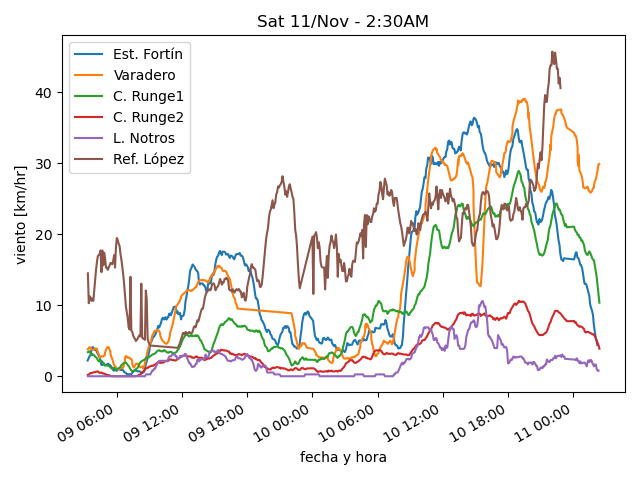 Sat 11/Nov - 2:30AM
Est. Fortín
Varadero
C. Runge1
C. Runge2
L. Notros
Ref. López
viento [km/hr]
40
30
20
10
0
09 06:00
09 12:00
09 18:00
10 00:00
10 06:00
10 12:00
10 18:00
11 00:00
fecha y hora